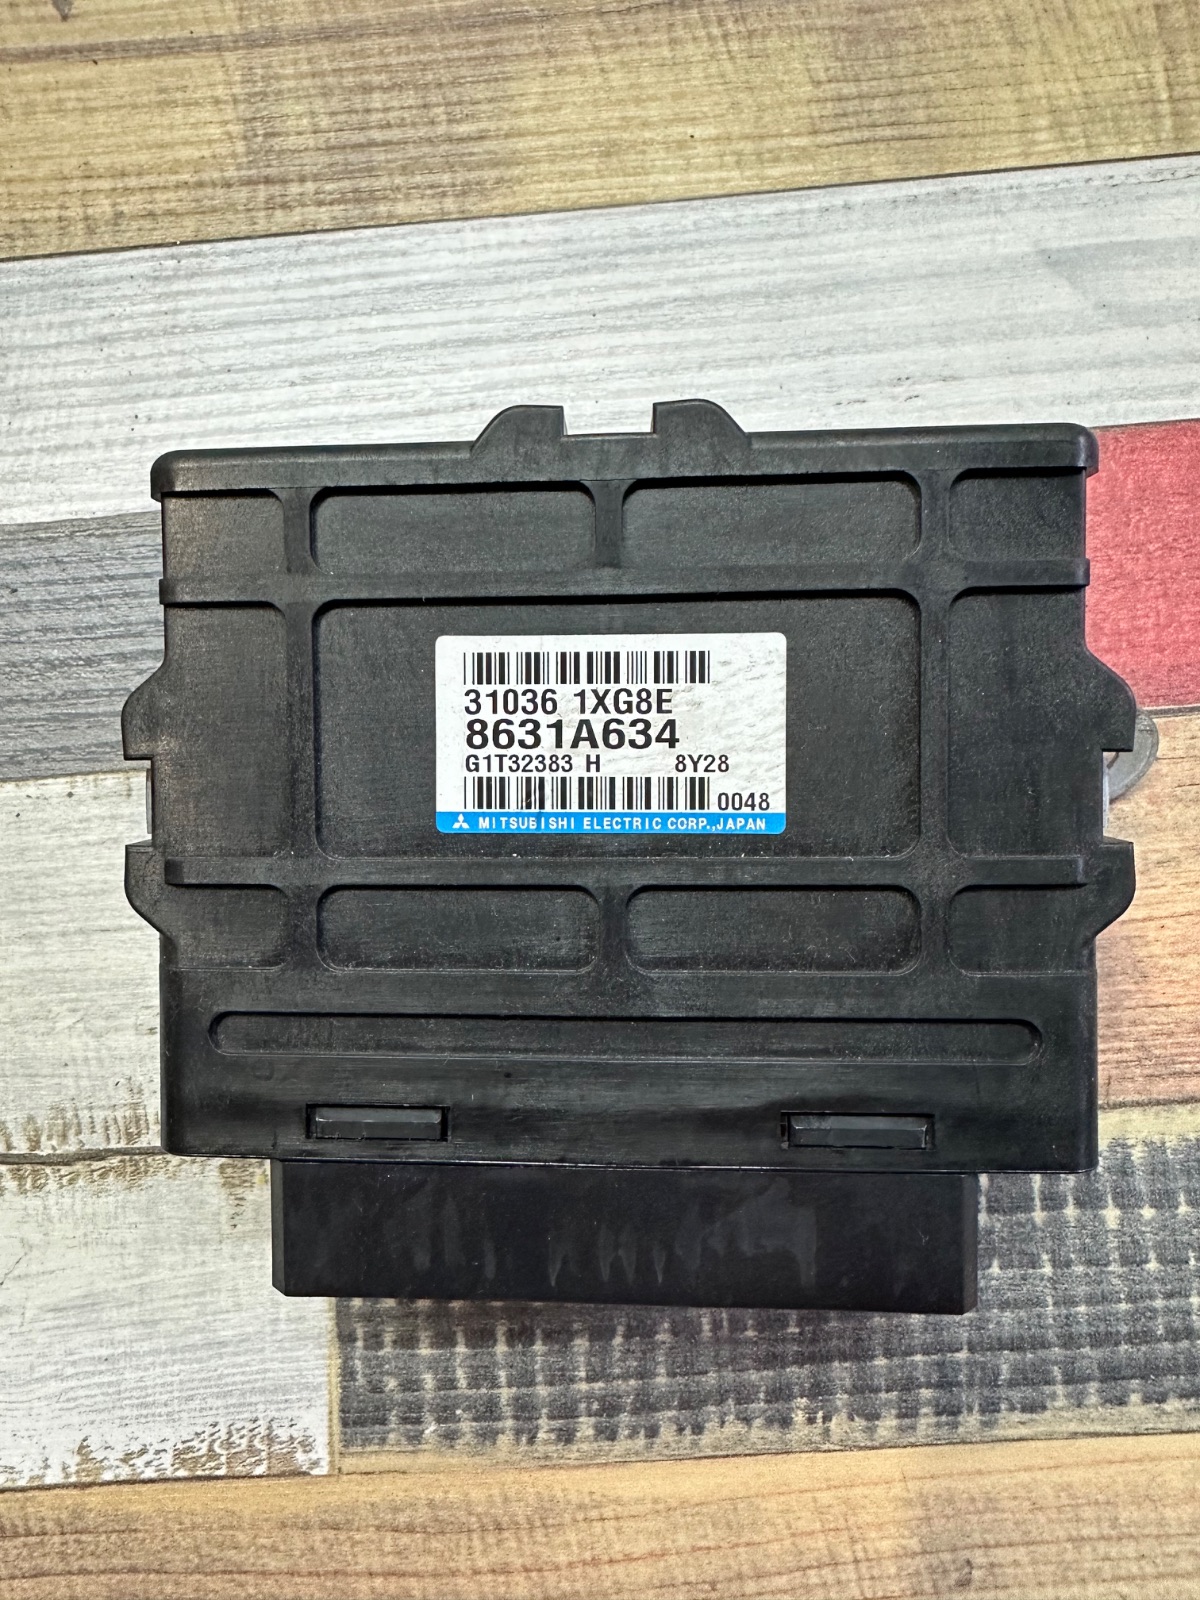 31036 1XG8E
8631A634
G1T32383 H 8Y28
0048
MITSUBISHI ELECTRIC CORP.,JAPAN